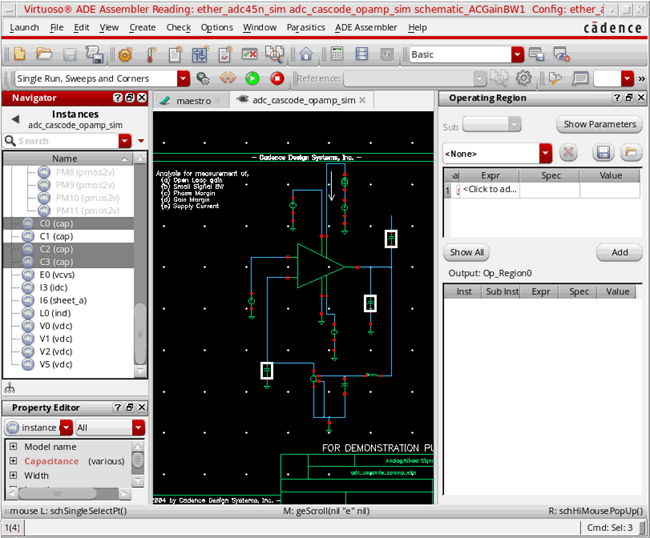 Virtuoso® ADE Assembler Reading: ether_adc45n_sim adc_cascode_opamp_sim schematic_ACGainBW1 Config: ether_a
Launch File Edit View Create Check Options Window Parasitics ADE Assembler Help cādence
Basic
Single Run, Sweeps and Corners Reference:
Navigator
Instances
adc_cascode_opamp_sim
Search
Name
PM8 (pmos2v)
PM9 (pmos2v)
PM10 (pmos2v)
PM11 (pmos2v)
C0 (cap)
C1 (cap)
C2 (cap)
C3 (cap)
E0 (vcvs)
I3 (idc)
I6 (sheet_a)
L0 (ind)
V0 (vdc)
V1 (vdc)
V2 (vdc)
V5 (vdc)
Property Editor
instance All
Model name
Capacitance (various)
Width
maestro adc_cascode_opamp_sim
— Cadence Design Systems, Inc. —
Analysis for measurement of,
(a) Open Loop gain
(b) Small Signal BW
(c) Phase Margin
(d) Gain Margin
(e) Supply Current
FOR DEMONSTRATION PU
Analog/Mixed Signa
adc_cascode_opamp_sim
004 by Cadence Design Systems, Inc. —
Operating Region
Sub Show Parameters
<None>
Expr Spec Value
1 <Click to ad...
Show All Add
Output: Op_Region0
Inst Sub Inst Expr Spec Value
mouse L: schSingleSelectPt() M: geScroll(nil "e" nil) R: schHiMousePopUp()
1(4) Cmd: Sel: 3